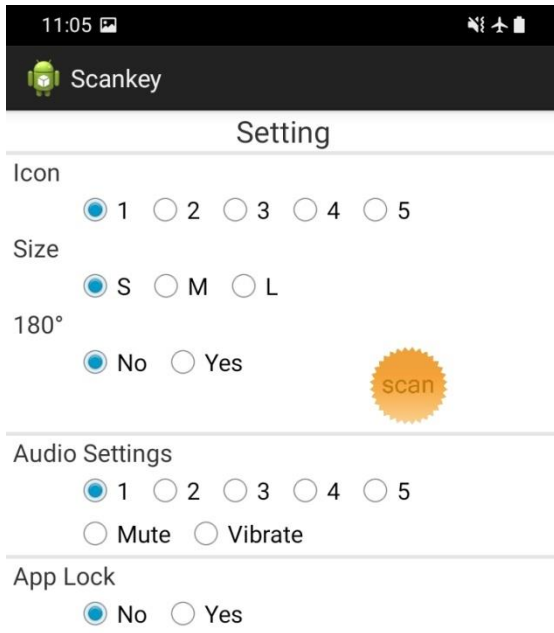 11:05
Scankey
Setting
Icon
1 2 3 4 5
Size
S M L
180°
No Yes
scan
Audio Settings
1 2 3 4 5
Mute Vibrate
App Lock
No Yes